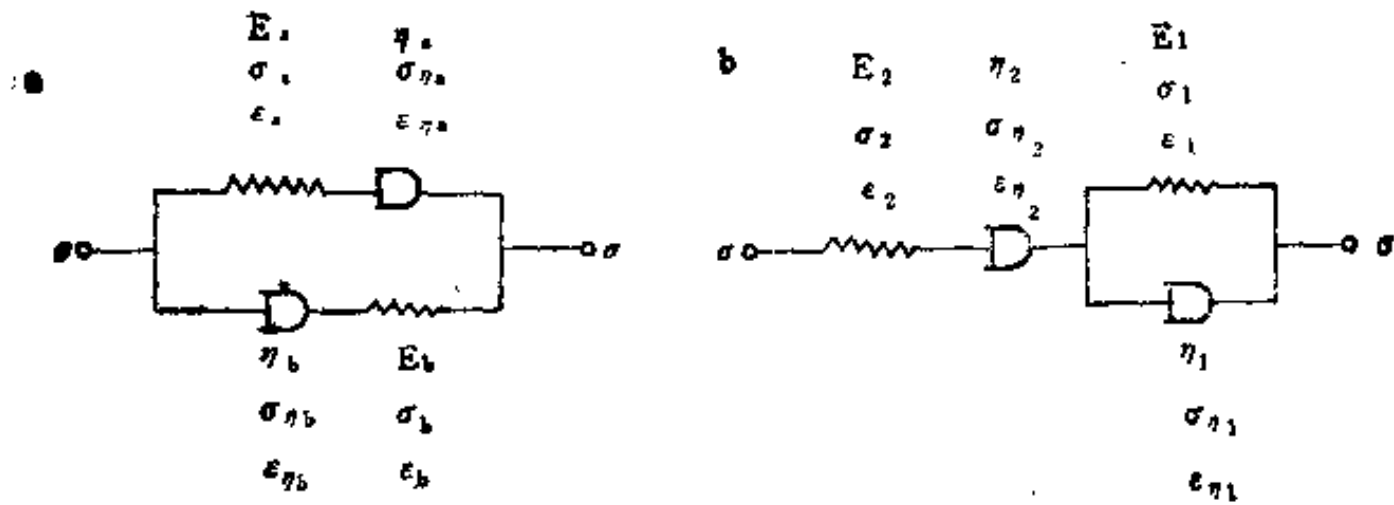 E_a η_a
σ_a σ_ηa
ε_a ε_ηa
σ
η_b E_b
σ_ηb σ_b
ε_ηb ε_b
b
E_2 η_2 E1
σ_2 σ_η2 σ_1
ε_2 ε_η2 ε_1
σ σ
η_1
σ_η1
ε_η1